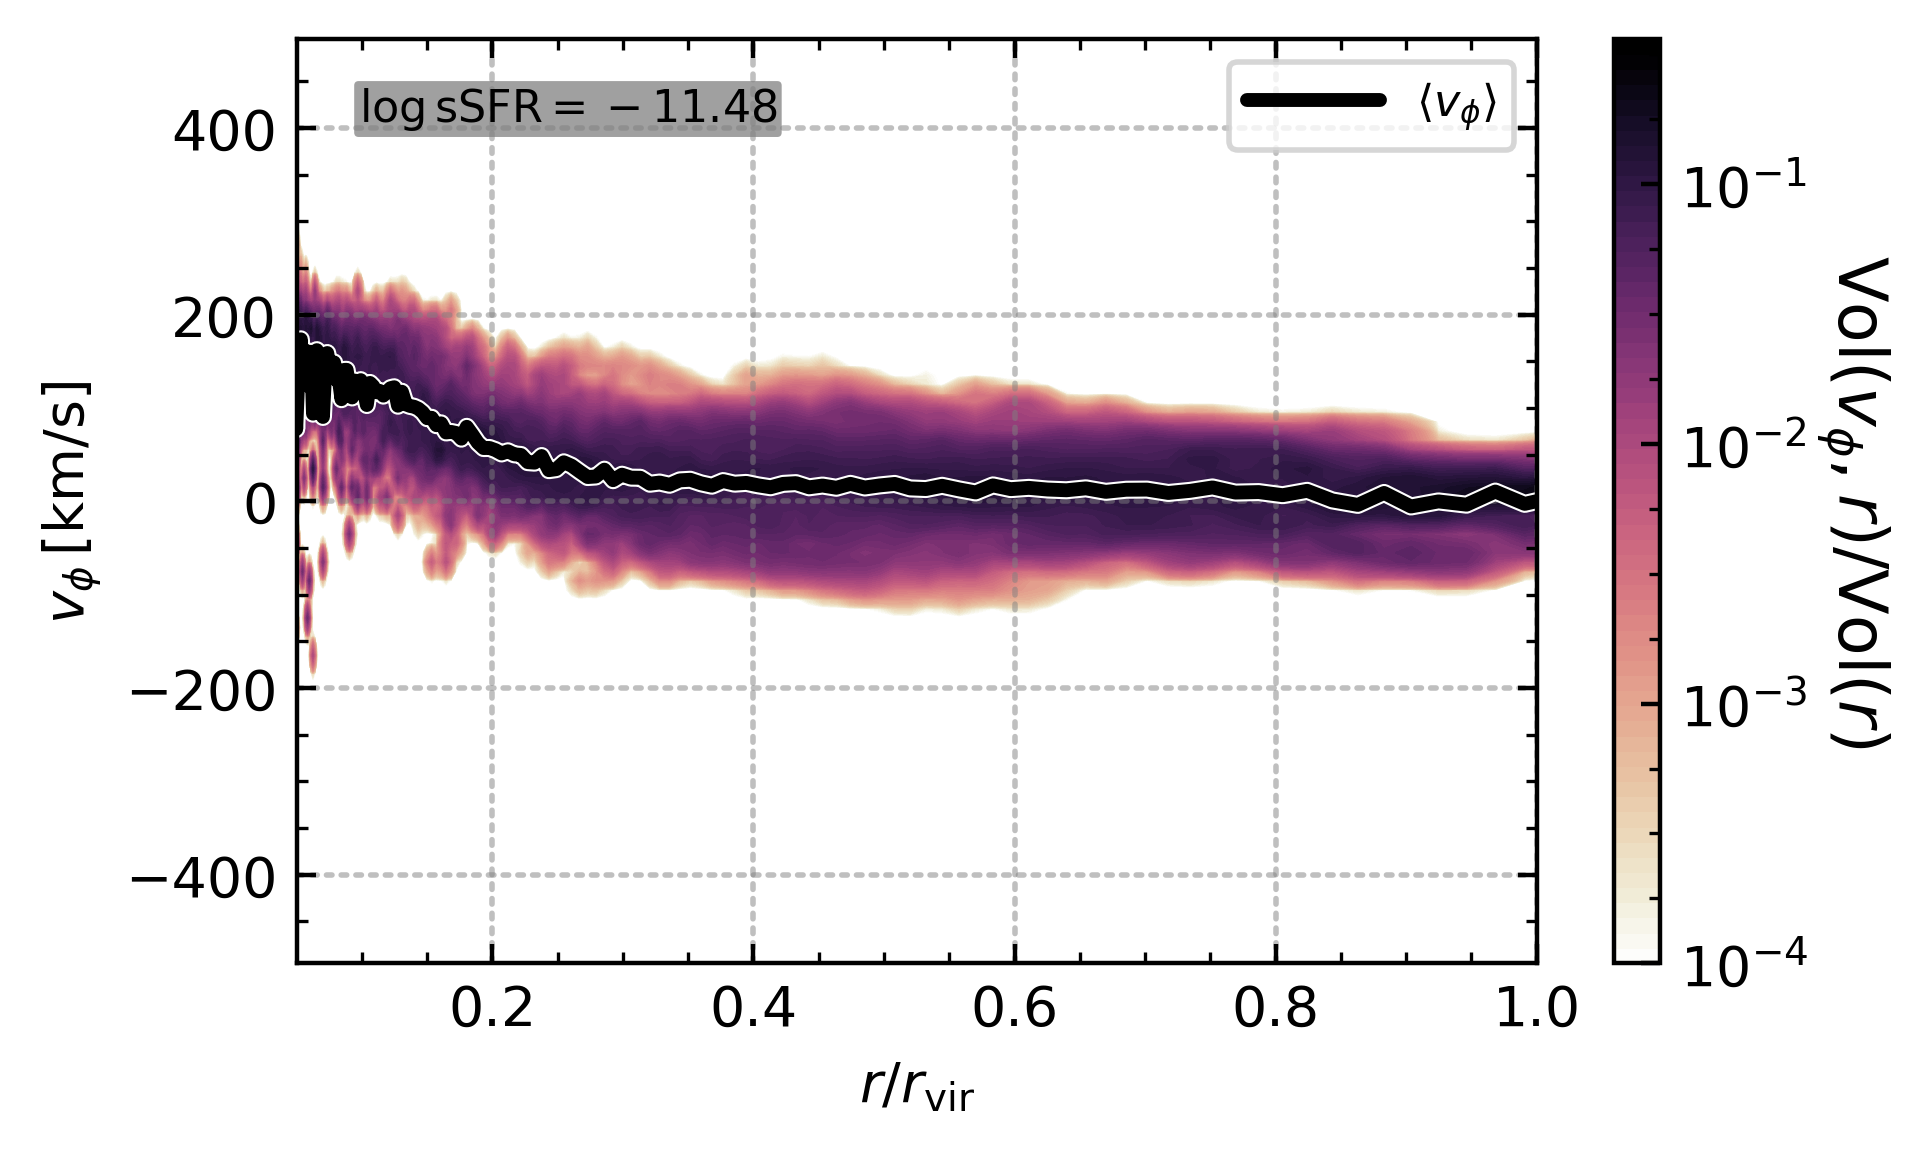 log sSFR = − 11.48
⟨v_ϕ⟩
v_ϕ [km/s]
400
200
0
−200
−400
0.2 0.4 0.6 0.8 1.0
r/r_vir
10⁻¹
10⁻²
10⁻³
10⁻⁴
Vol(v_ϕ, r)/Vol(r)